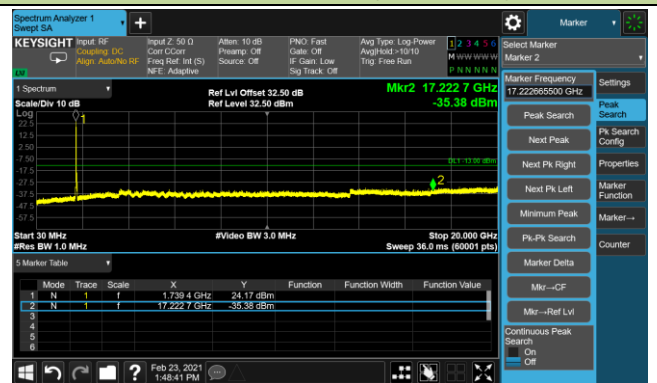 Spectrum Analyzer 1
Swept SA
+
Marker
KEYSIGHT
Input: RF
Coupling: DC
Align: Auto/No RF
Input Z: 50 Ω
Corr CCorr
Freq Ref: Int (S)
NFE: Adaptive
Atten: 10 dB
Preamp: Off
Source: Off
PNO: Fast
Gate: Off
IF Gain: Low
Sig Track: Off
Avg Type: Log-Power
Avg|Hold:>10/10
Trig: Free Run
1 2 3 4 5 6
M W W W W W
P N N N N N
LXI
Select Marker
Marker 2
1 Spectrum
Scale/Div 10 dB
Ref Lvl Offset 32.50 dB
Ref Level 32.50 dBm
Mkr2 17.222 7 GHz
-35.38 dBm
Log
22.5
12.5
2.50
-7.50
-17.5
-27.5
-37.5
-47.5
-57.5
1
DL1 -13.00 dBm
2
Start 30 MHz
#Res BW 1.0 MHz
#Video BW 3.0 MHz
Stop 20.000 GHz
Sweep 36.0 ms (60001 pts)
5 Marker Table
Mode Trace Scale X Y Function Function Width Function Value
1 N 1 f 1.739 4 GHz 24.17 dBm
2 N 1 f 17.222 7 GHz -35.38 dBm
3
4
5
6
Marker Frequency
17.222665500 GHz
Peak Search
Next Peak
Next Pk Right
Next Pk Left
Minimum Peak
Pk-Pk Search
Marker Delta
Mkr→CF
Mkr→Ref Lvl
Continuous Peak
Search
On
Off
Settings
Peak
Search
Pk Search
Config
Properties
Marker
Function
Marker→
Counter
?
Feb 23, 2021
1:48:41 PM